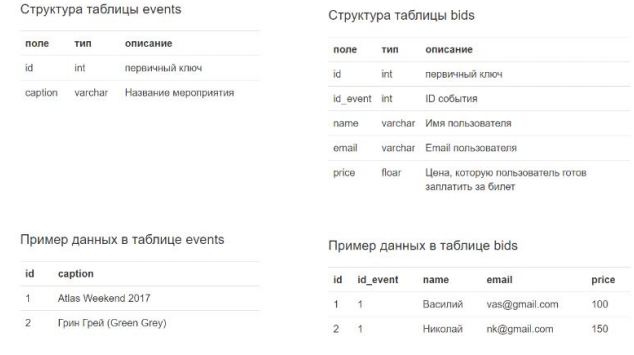 Структура таблицы events
поле тип описание
id int первичный ключ
caption varchar Название мероприятия
Структура таблицы bids
поле тип описание
id int первичный ключ
id_event int ID события
name varchar Имя пользователя
email varchar Email пользователя
price floar Цена, которую пользователь готов
заплатить за билет
Пример данных в таблице events
id caption
1 Atlas Weekend 2017
2 Грин Грей (Green Grey)
Пример данных в таблице bids
id id_event name email price
1 1 Василий vas@gmail.com 100
2 1 Николай nk@gmail.com 150